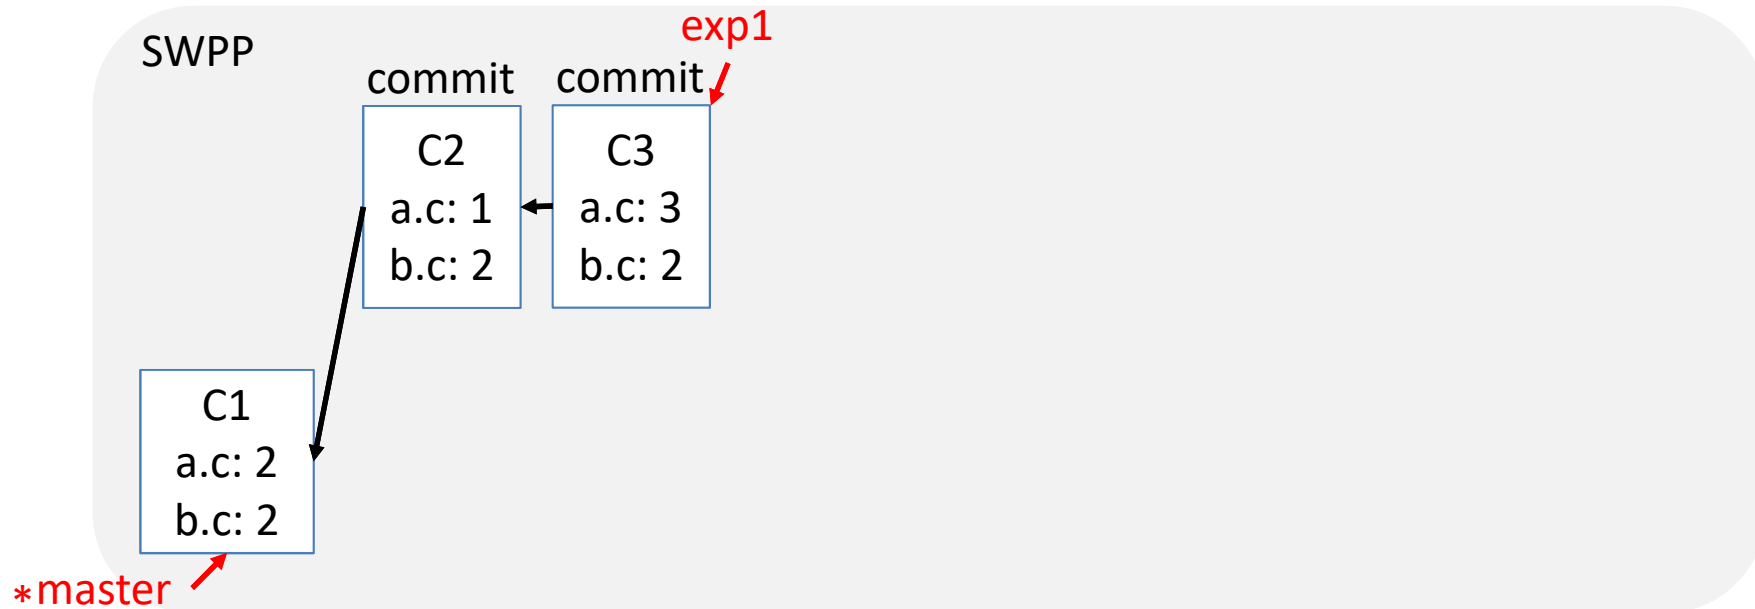 SWPP
exp1
commit
commit
C2
a.c: 1
b.c: 2
C3
a.c: 3
b.c: 2
C1
a.c: 2
b.c: 2
*master